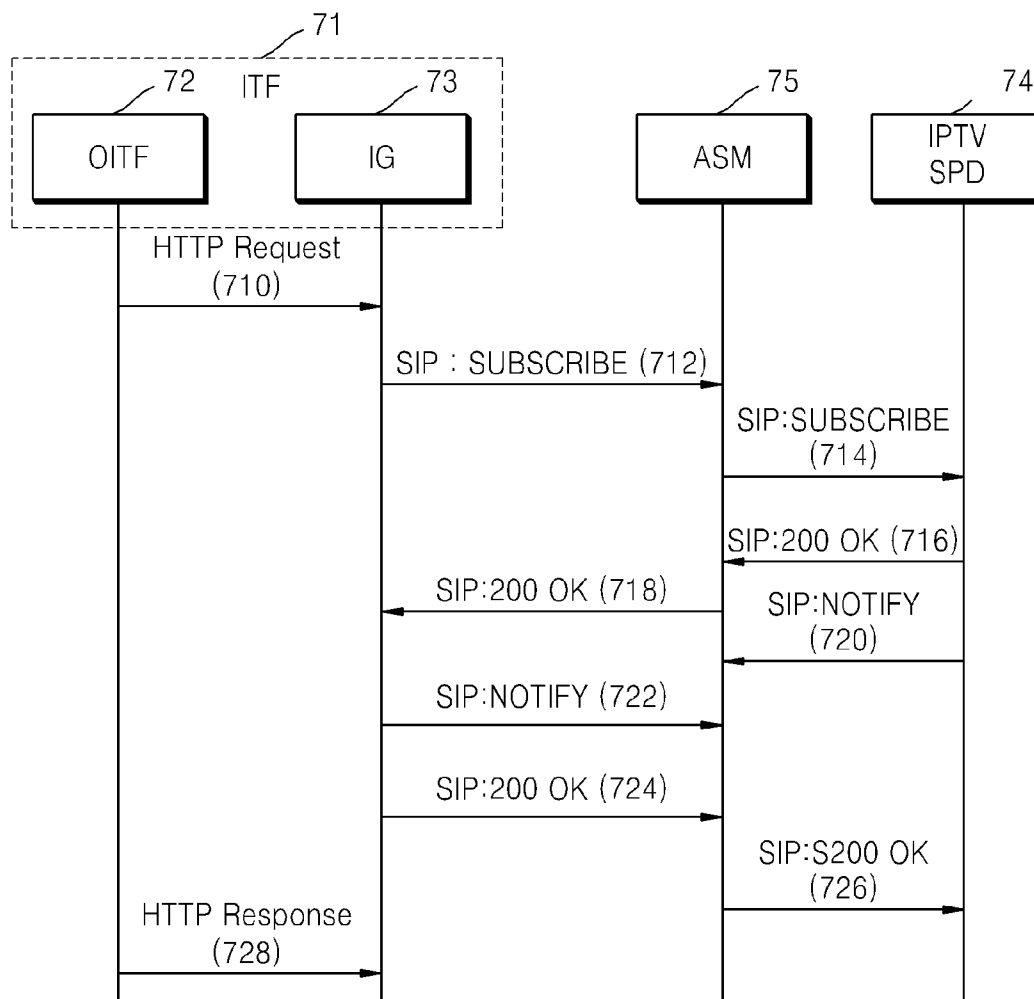 71
72
ITF
73
75
74
OITF
IG
ASM
IPTV
SPD
HTTP Request
(710)
SIP : SUBSCRIBE (712)
SIP:SUBSCRIBE
(714)
SIP:200 OK (716)
SIP:200 OK (718)
SIP:NOTIFY
(720)
SIP:NOTIFY (722)
SIP:200 OK (724)
SIP:S200 OK
(726)
HTTP Response
(728)